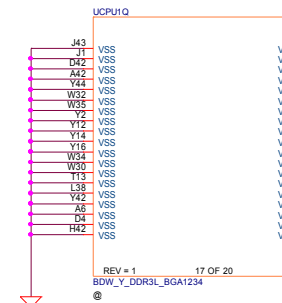 UCPU1Q
J43 VSS
J1 VSS
D42 VSS
A42 VSS
Y44 VSS
W32 VSS
W35 VSS
Y2 VSS
Y12 VSS
Y14 VSS
Y16 VSS
W34 VSS
W30 VSS
T13 VSS
L38 VSS
Y42 VSS
A6 VSS
D4 VSS
H42 VSS
REV = 1 17 OF 20
BDW_Y_DDR3L_BGA1234
@